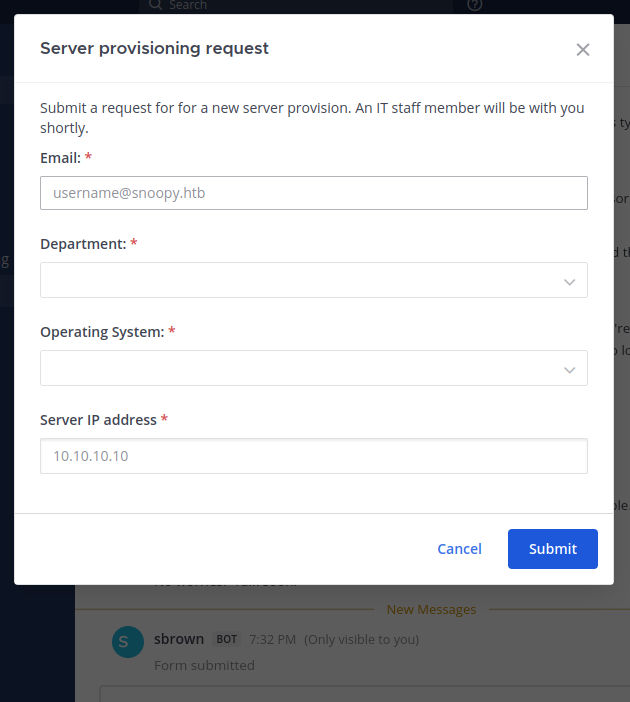 Search
Server provisioning request
Submit a request for for a new server provision. An IT staff member will be with you
shortly.
Email: *
username@snoopy.htb
Department: *
Operating System: *
Server IP address *
10.10.10.10
Cancel
Submit
New Messages
S
sbrown BOT 7:32 PM (Only visible to you)
Form submitted